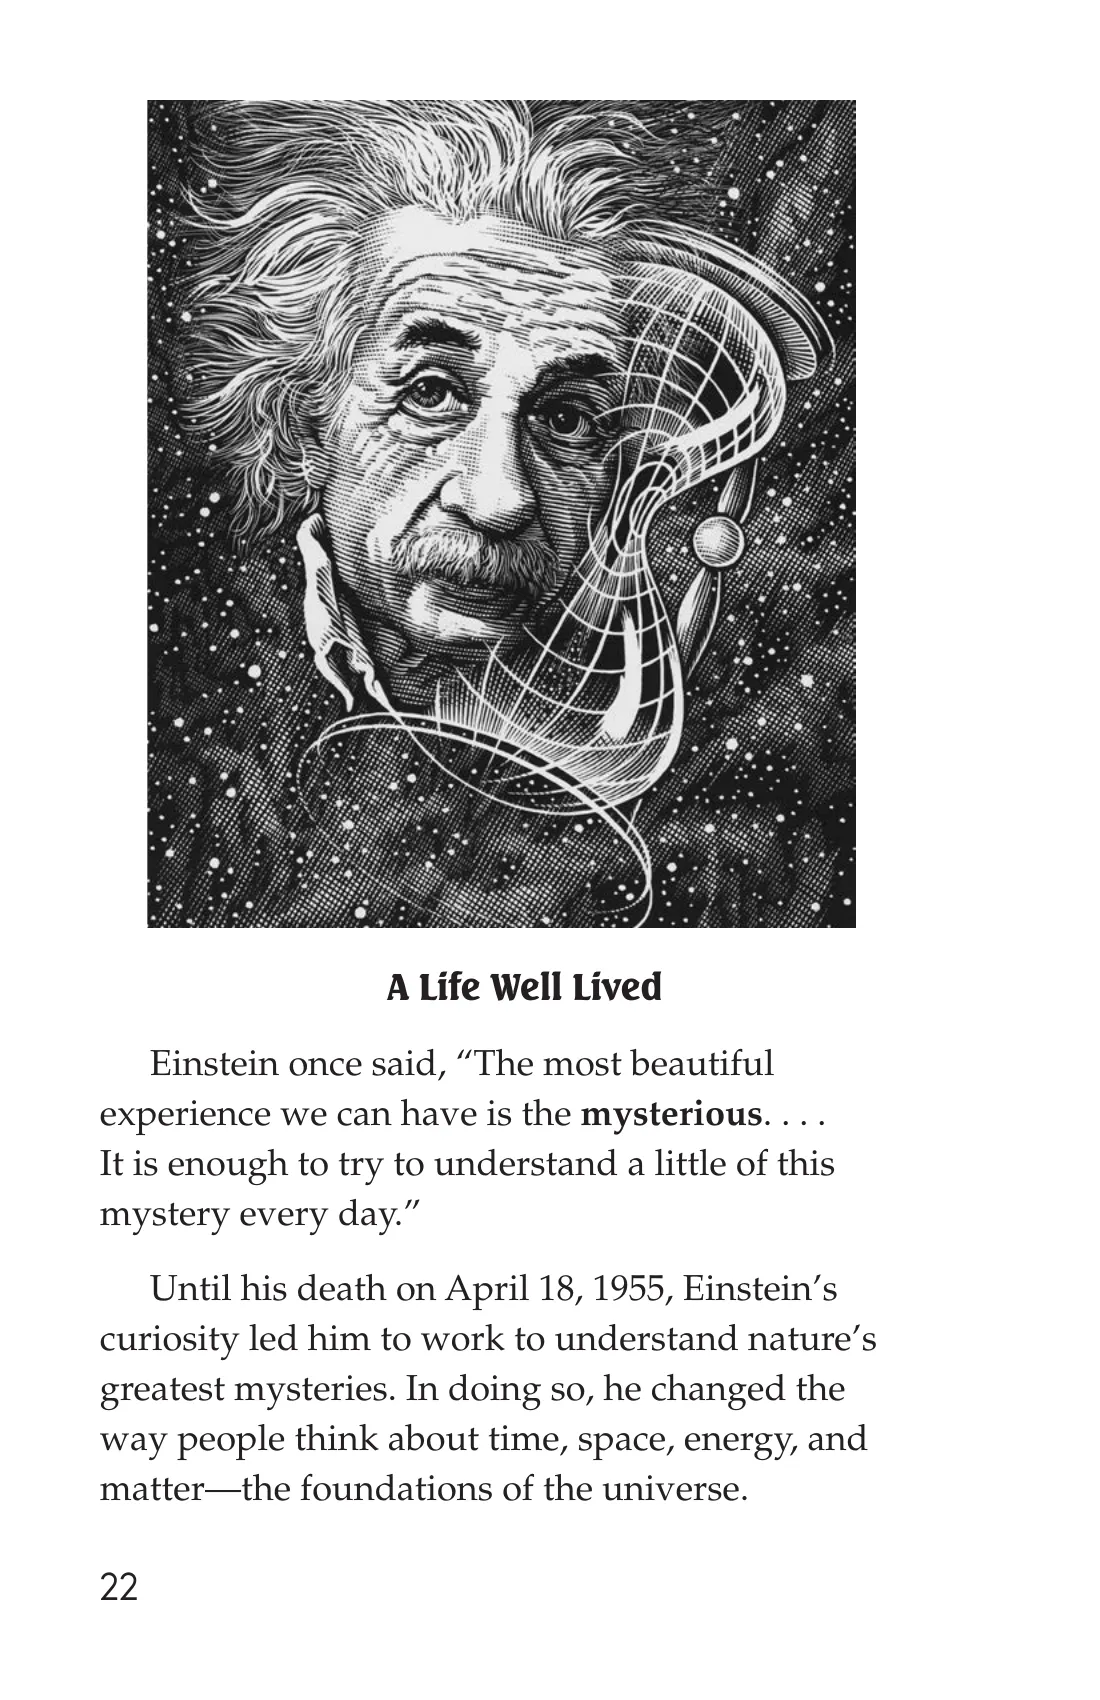 A Life Well Lived
Einstein once said, “The most beautiful
experience we can have is the mysterious. . . .
It is enough to try to understand a little of this
mystery every day.”
Until his death on April 18, 1955, Einstein’s
curiosity led him to work to understand nature’s
greatest mysteries. In doing so, he changed the
way people think about time, space, energy, and
matter—the foundations of the universe.
22